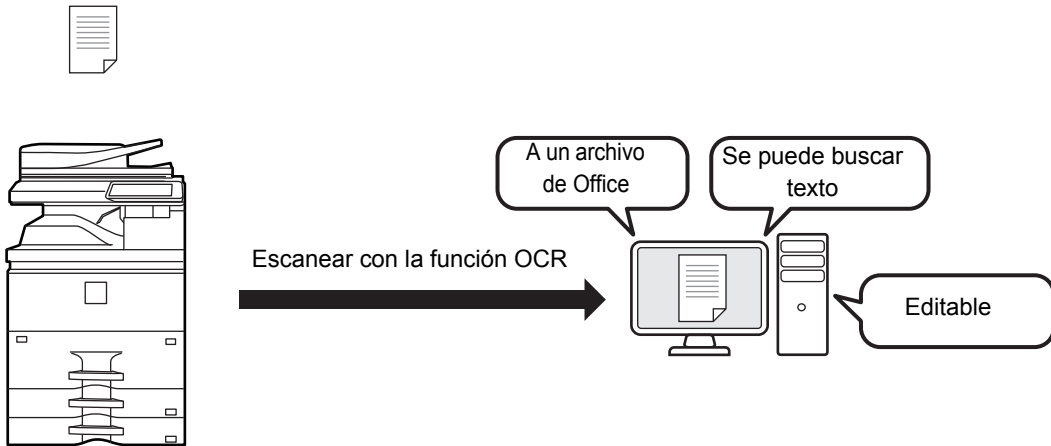 A un archivo
de Office
Se puede buscar
texto
Escanear con la función OCR
Editable